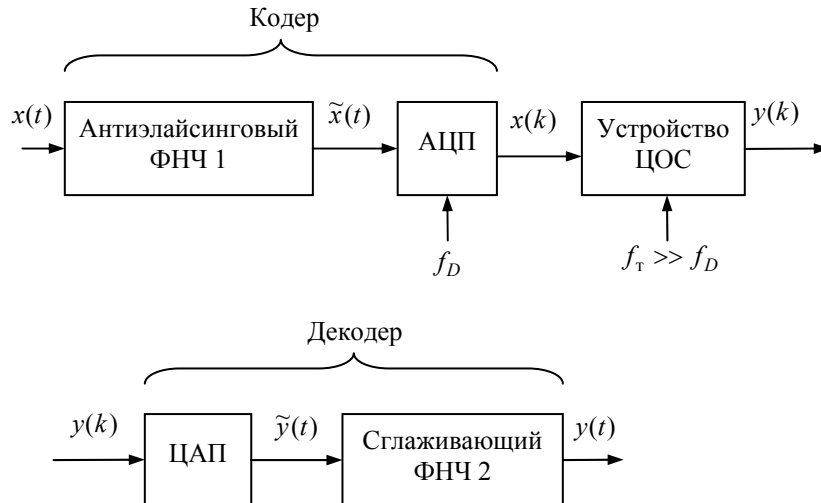 Кодер
x(t)
Антиэлайсинговый
ФНЧ 1
x̃(t)
АЦП
x(k)
Устройство
ЦОС
y(k)
f_D
f_т >> f_D
Декодер
y(k)
ЦАП
ỹ(t)
Сглаживающий
ФНЧ 2
y(t)